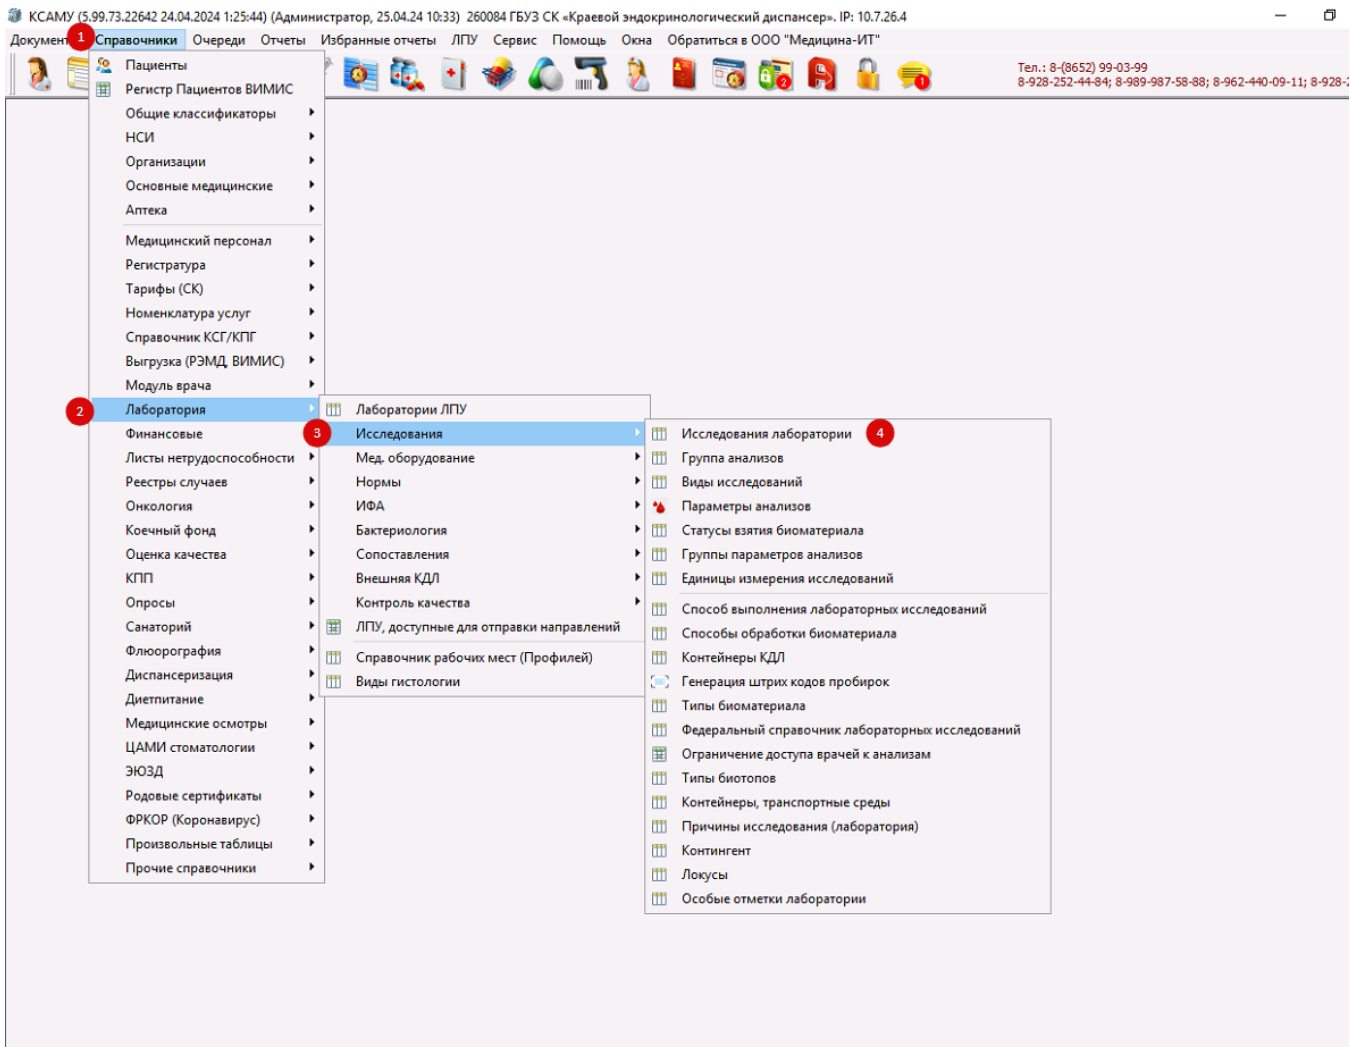 КСАМУ (5.99.73.22642 24.04.2024 1:25:44) (Администратор, 25.04.24 10:33) 260084 ГБУЗ СК «Краевой эндокринологический диспансер». IP: 10.7.26.4
Документ 1 Справочники Очереди Отчеты Избранные отчеты ЛПУ Сервис Помощь Окна Обратиться в ООО "Медицина-ИТ"
Тел.: 8-(8652) 99-03-99
8-928-252-44-84; 8-989-987-58-88; 8-962-440-09-11; 8-928-2
2
1
Пациенты
Регистр Пациентов ВИМИС
Общие классификаторы
НСИ
Организации
Основные медицинские
Аптека
Медицинский персонал
Регистратура
Тарифы (СК)
Номенклатура услуг
Справочник КСГ/КПГ
Выгрузка (РЭМД, ВИМИС)
Модуль врача
2 Лаборатория
Финансовые
Листы нетрудоспособности
Реестры случаев
Онкология
Коечный фонд
Оценка качества
КПП
Опросы
Санаторий
Флюорография
Диспансеризация
Диетпитание
Медицинские осмотры
ЦАМИ стоматологии
ЭЮЗД
Родовые сертификаты
ФРКОР (Коронавирус)
Произвольные таблицы
Прочие справочники
Лаборатории ЛПУ
3 Исследования
Мед. оборудование
Нормы
ИФА
Бактериология
Сопоставления
Внешняя КДЛ
Контроль качества
ЛПУ, доступные для отправки направлений
Справочник рабочих мест (Профилей)
Виды гистологии
Исследования лаборатории 4
Группа анализов
Виды исследований
Параметры анализов
Статусы взятия биоматериала
Группы параметров анализов
Единицы измерения исследований
Способ выполнения лабораторных исследований
Способы обработки биоматериала
Контейнеры КДЛ
Генерация штрих кодов пробирок
Типы биоматериала
Федеральный справочник лабораторных исследований
Ограничение доступа врачей к анализам
Типы биотопов
Контейнеры, транспортные среды
Причины исследования (лаборатория)
Контингент
Локусы
Особые отметки лаборатории